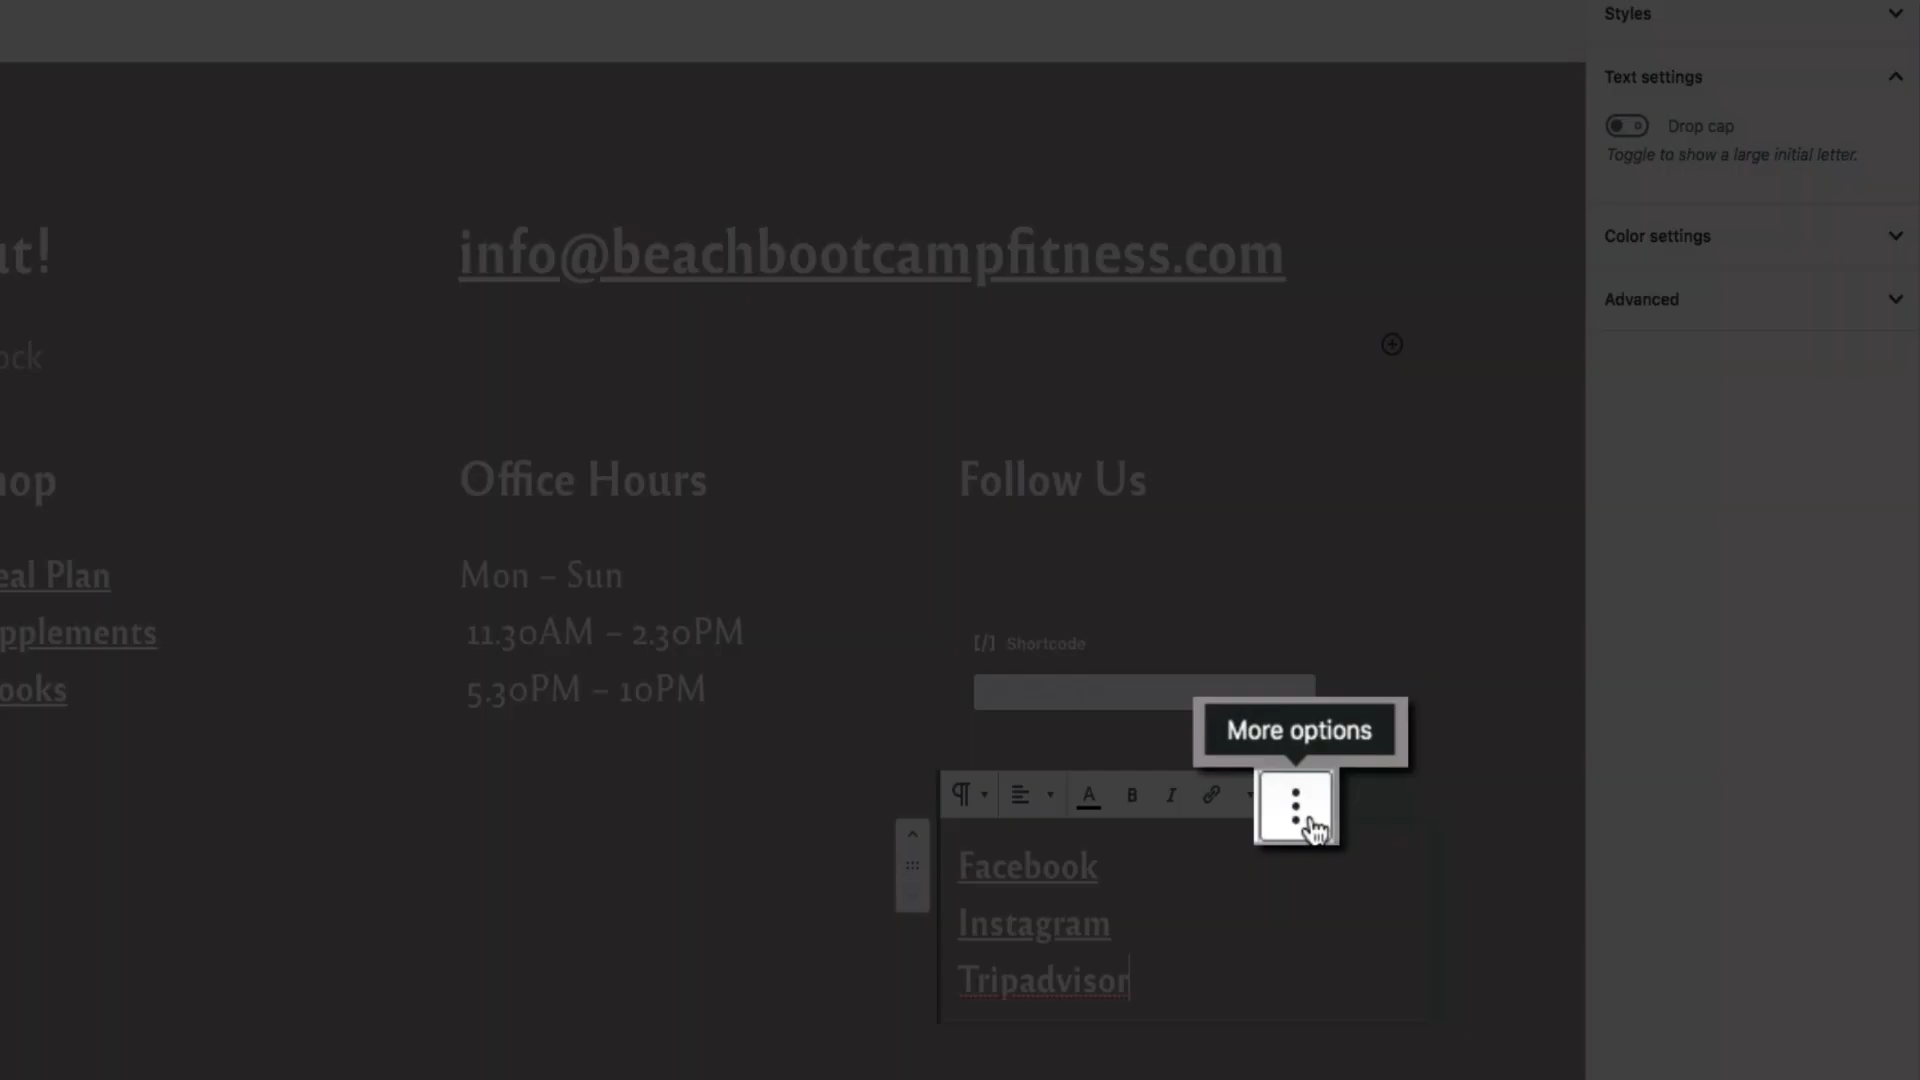 Styles
Text settings
Drop cap
Toggle to show a large initial letter.
Color settings
Advanced
ut!
info@beachbootcampfitness.com
ock
hop
eal Plan
pplements
ooks
Office Hours
Mon – Sun
11.30AM – 2.30PM
5.30PM – 10PM
Follow Us
[/] Shortcode
More options
A B I
Facebook
Instagram
Tripadvisor